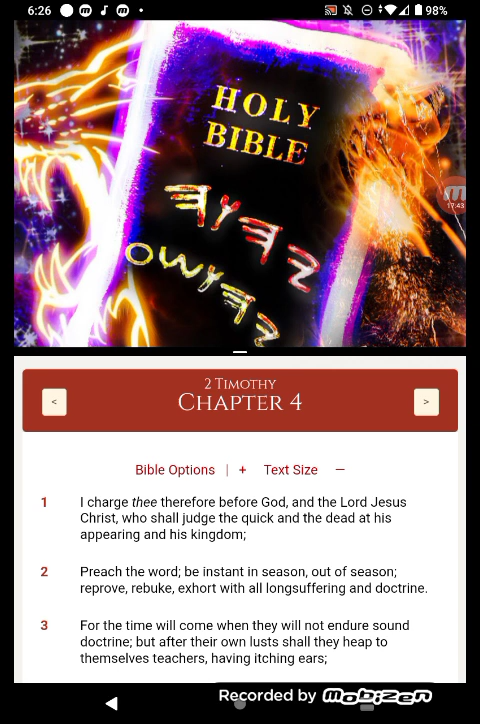 6:26 98%
HOLY
BIBLE
𐤉𐤄𐤅𐤄
𐤉𐤄𐤅𐤔𐤏
17:43
2 Timothy
Chapter 4
< >
Bible Options | + Text Size —
1 I charge thee therefore before God, and the Lord Jesus
Christ, who shall judge the quick and the dead at his
appearing and his kingdom;
2 Preach the word; be instant in season, out of season;
reprove, rebuke, exhort with all longsuffering and doctrine.
3 For the time will come when they will not endure sound
doctrine; but after their own lusts shall they heap to
themselves teachers, having itching ears;
Recorded by Mobizen